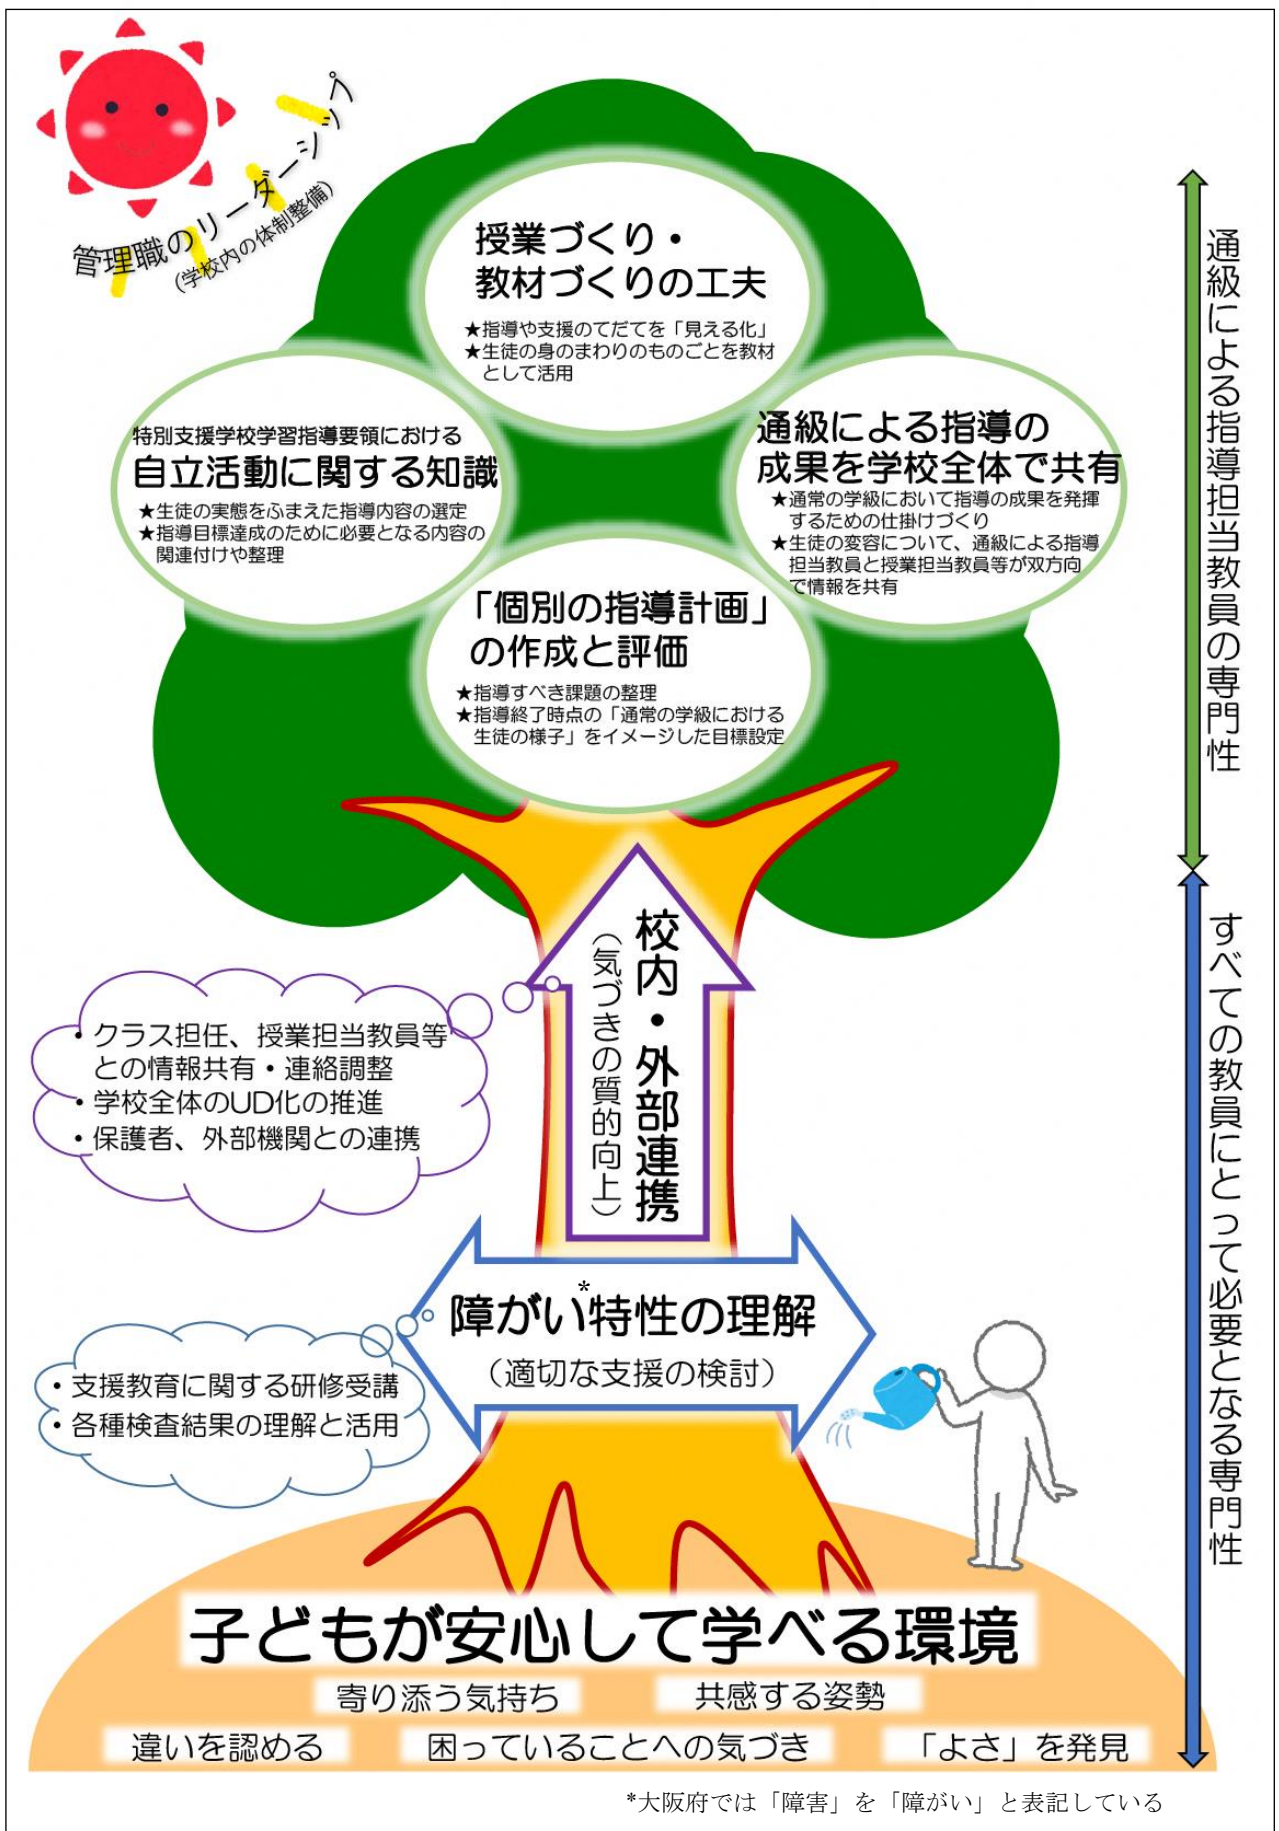 管理職のリーダーシップ
（学校内の体制整備）
授業づくり・
教材づくりの工夫
★指導や支援のてだてを「見える化」
★生徒の身のまわりのものごとを教材
として活用
特別支援学校学習指導要領における
自立活動に関する知識
★生徒の実態をふまえた指導内容の選定
★指導目標達成のために必要となる内容の
関連付けや整理
通級による指導の
成果を学校全体で共有
★通常の学級において指導の成果を発揮
するための仕掛けづくり
★生徒の変容について、通級による指導
担当教員と授業担当教員等が双方向
で情報を共有
「個別の指導計画」
の作成と評価
★指導すべき課題の整理
★指導終了時点の「通常の学級における
生徒の様子」をイメージした目標設定
通級による指導担当教員の専門性
校内・外部連携
（気づきの質的向上）
・クラス担任、授業担当教員等
との情報共有・連絡調整
・学校全体のUD化の推進
・保護者、外部機関との連携
障がい*特性の理解
（適切な支援の検討）
・支援教育に関する研修受講
・各種検査結果の理解と活用
すべての教員にとって必要となる専門性
子どもが安心して学べる環境
寄り添う気持ち 共感する姿勢
違いを認める 困っていることへの気づき 「よさ」を発見
*大阪府では「障害」を「障がい」と表記している